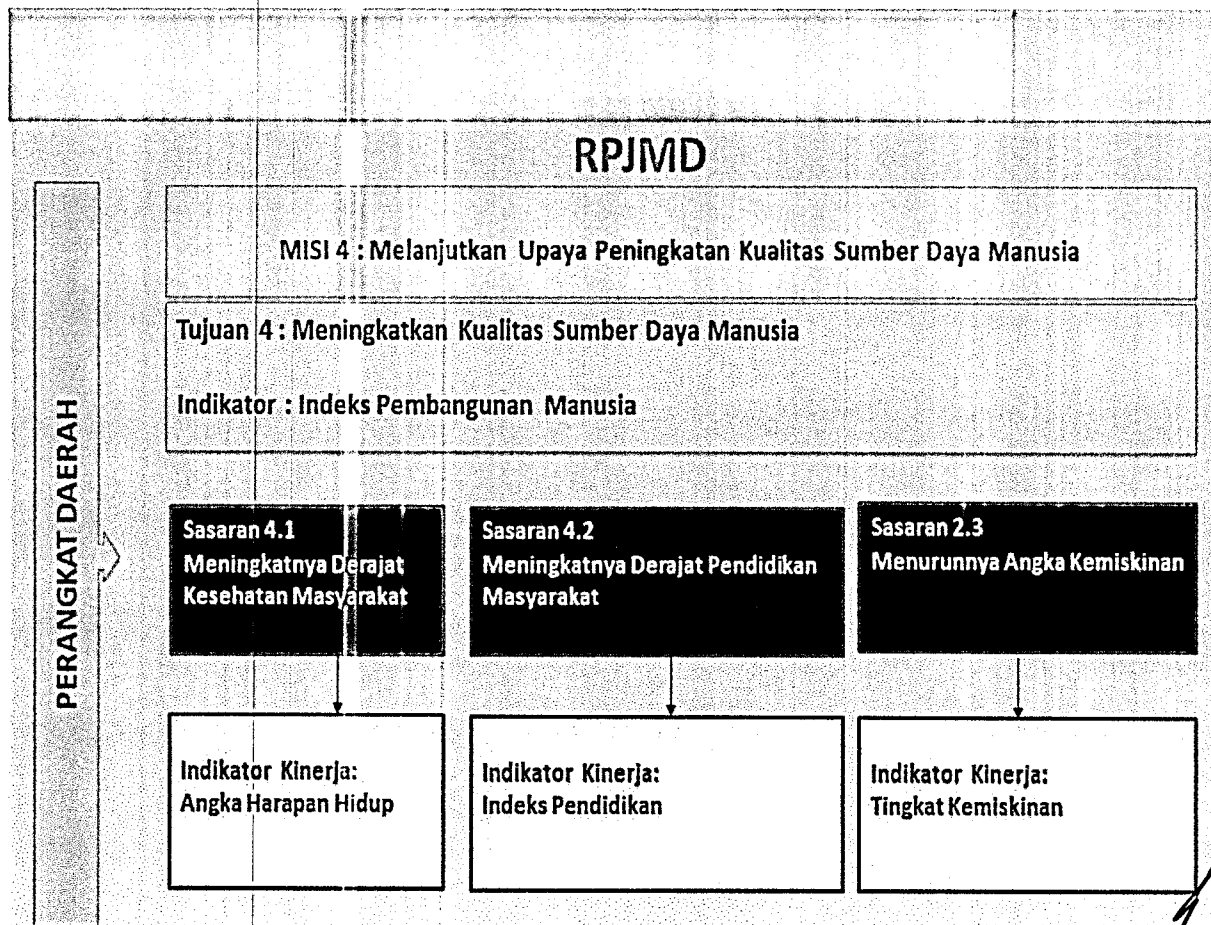 RPJMD
MISI 4 : Melanjutkan Upaya Peningkatan Kualitas Sumber Daya Manusia
Tujuan 4 : Meningkatkan Kualitas Sumber Daya Manusia
Indikator : Indeks Pembangunan Manusia
PERANGKAT DAERAH
Sasaran 4.1
Meningkatnya Derajat
Kesehatan Masyarakat
Sasaran 4.2
Meningkatnya Derajat Pendidikan
Masyarakat
Sasaran 2.3
Menurunnya Angka Kemiskinan
Indikator Kinerja:
Angka Harapan Hidup
Indikator Kinerja:
Indeks Pendidikan
Indikator Kinerja:
Tingkat Kemiskinan